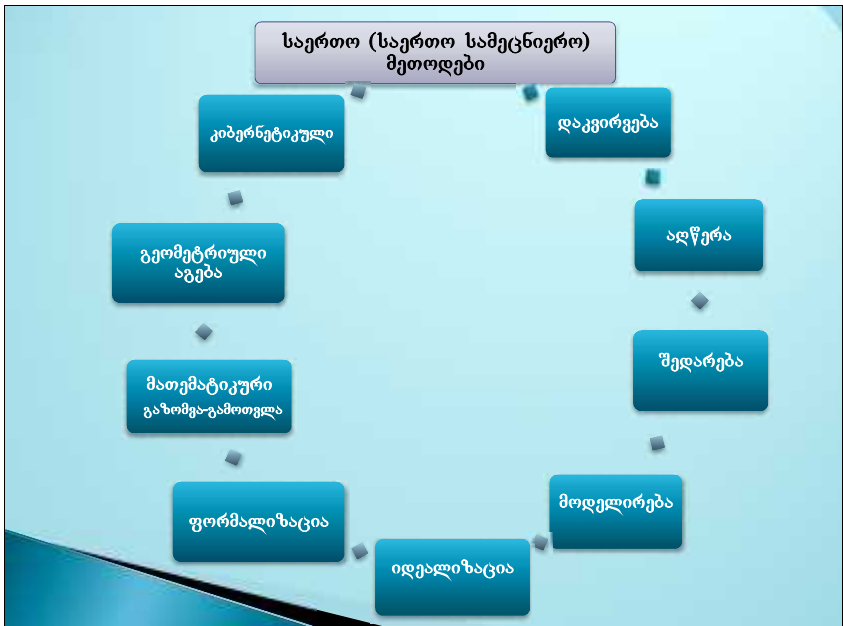 საერთო (საერთო სამეცნიერო)
მეთოდები
დაკვირვება
აღწერა
შედარება
მოდელირება
იდეალიზაცია
ფორმალიზაცია
მათემატიკური
გაზომვა-გამოთვლა
გეომეტრიული
აგება
კიბერნეტიკული